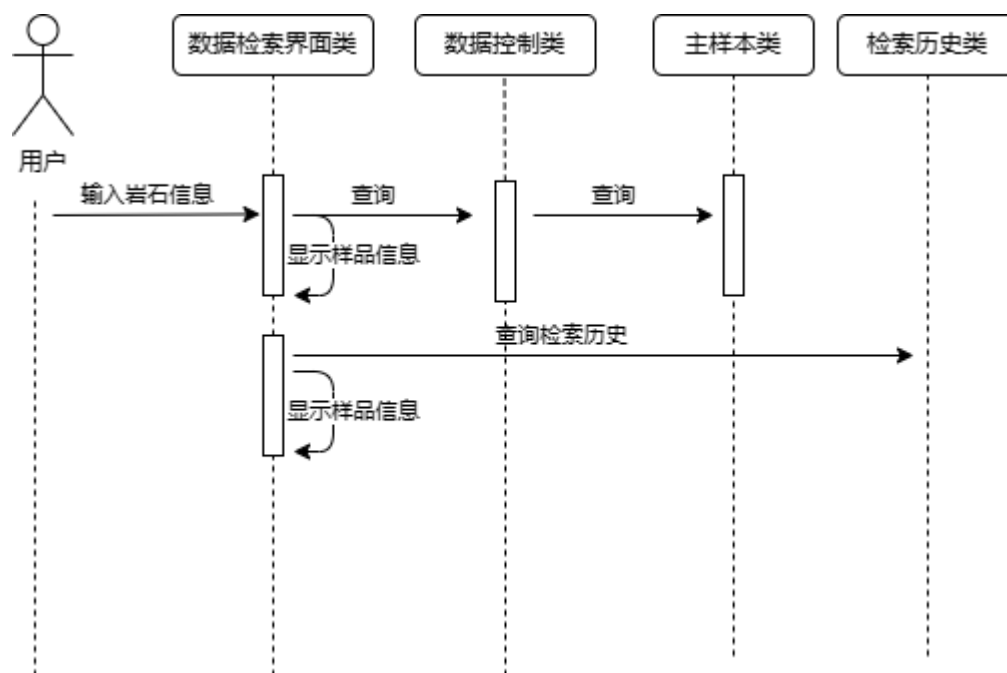 数据检索界面类
数据控制类
主样本类
检索历史类
用户
输入岩石信息
查询
查询
显示样品信息
查询检索历史
显示样品信息